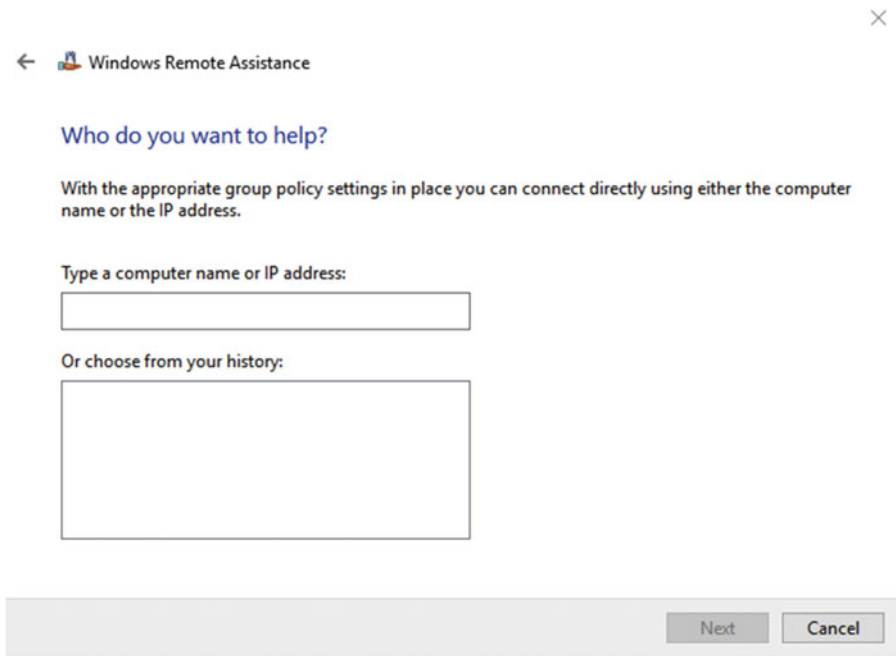 Windows Remote Assistance
Who do you want to help?
With the appropriate group policy settings in place you can connect directly using either the computer
name or the IP address.
Type a computer name or IP address:
Or choose from your history:
Next Cancel